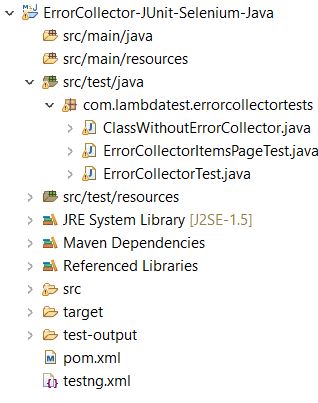 ErrorCollector-JUnit-Selenium-Java
src/main/java
src/main/resources
src/test/java
com.lambdatest.errorcollectortests
ClassWithoutErrorCollector.java
ErrorCollectorItemsPageTest.java
ErrorCollectorTest.java
src/test/resources
JRE System Library [J2SE-1.5]
Maven Dependencies
Referenced Libraries
src
target
test-output
pom.xml
testng.xml